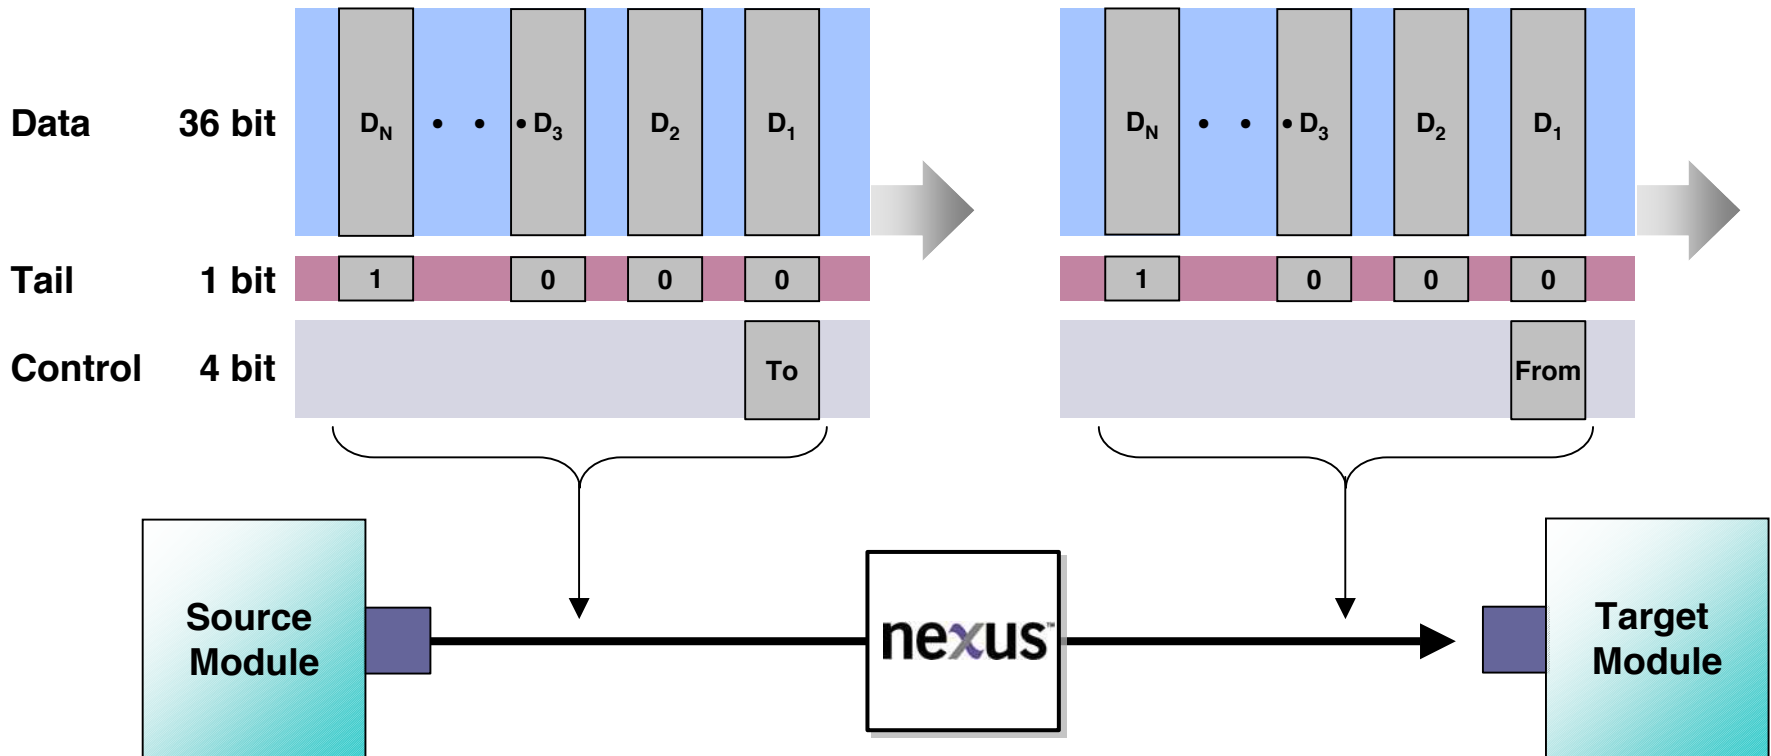 Data 36 bit D_N • • • D_3 D_2 D_1 D_N • • • D_3 D_2 D_1
Tail 1 bit 1 0 0 0 1 0 0 0
Control 4 bit To From
Source
Module
nexus™
Target
Module